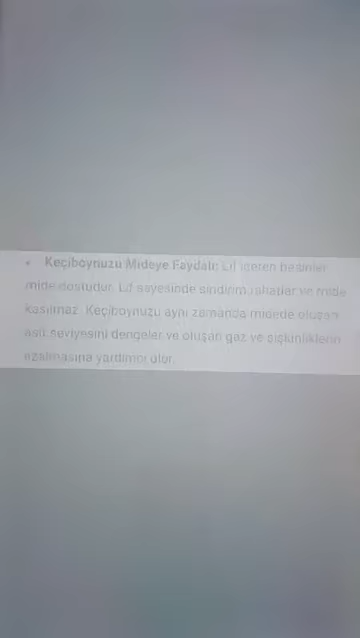 • Keçiboynuzu Mideye Faydalı: Lif içeren besinler
mide dostudur. Lif sayesinde sindirim rahatlar ve mide
kasılmaz. Keçiboynuzu aynı zamanda midede oluşan
asit seviyesini dengeler ve oluşan gaz ve şişkinliklerin
azalmasına yardımcı olur.